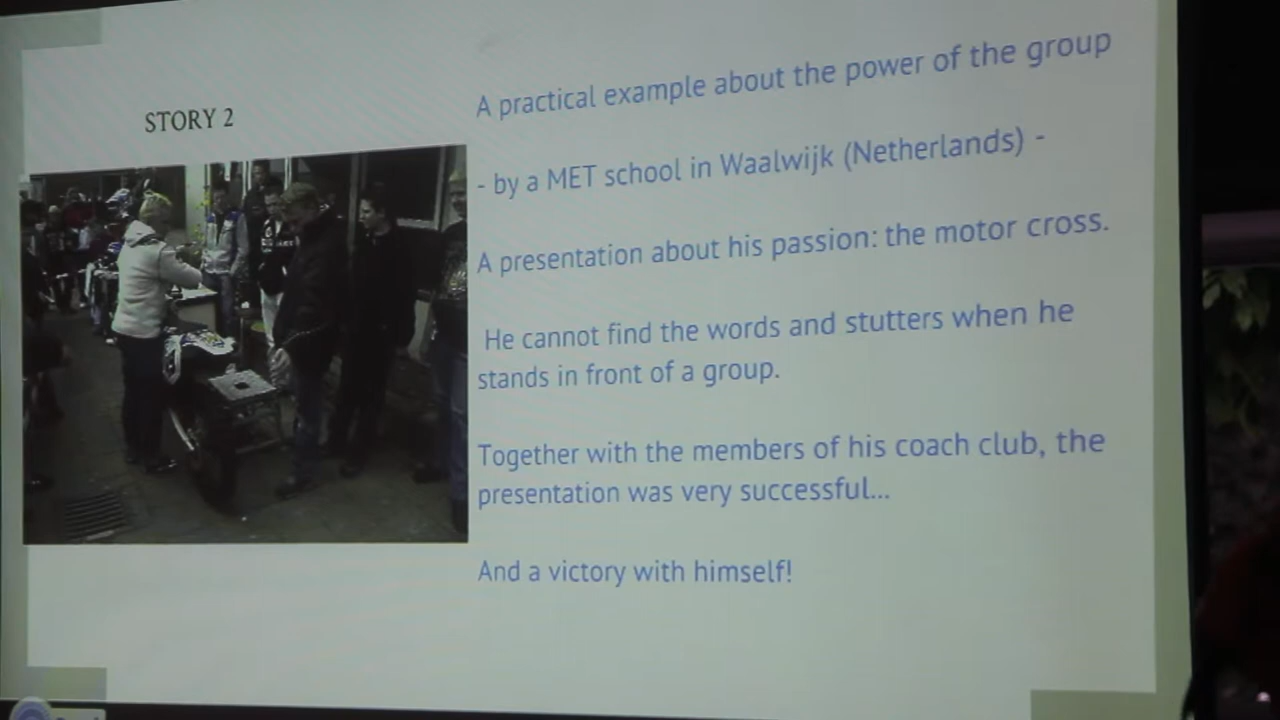 STORY 2
A practical example about the power of the group
- by a MET school in Waalwijk (Netherlands) -
A presentation about his passion: the motor cross.
He cannot find the words and stutters when he
stands in front of a group.
Together with the members of his coach club, the
presentation was very successful...
And a victory with himself!